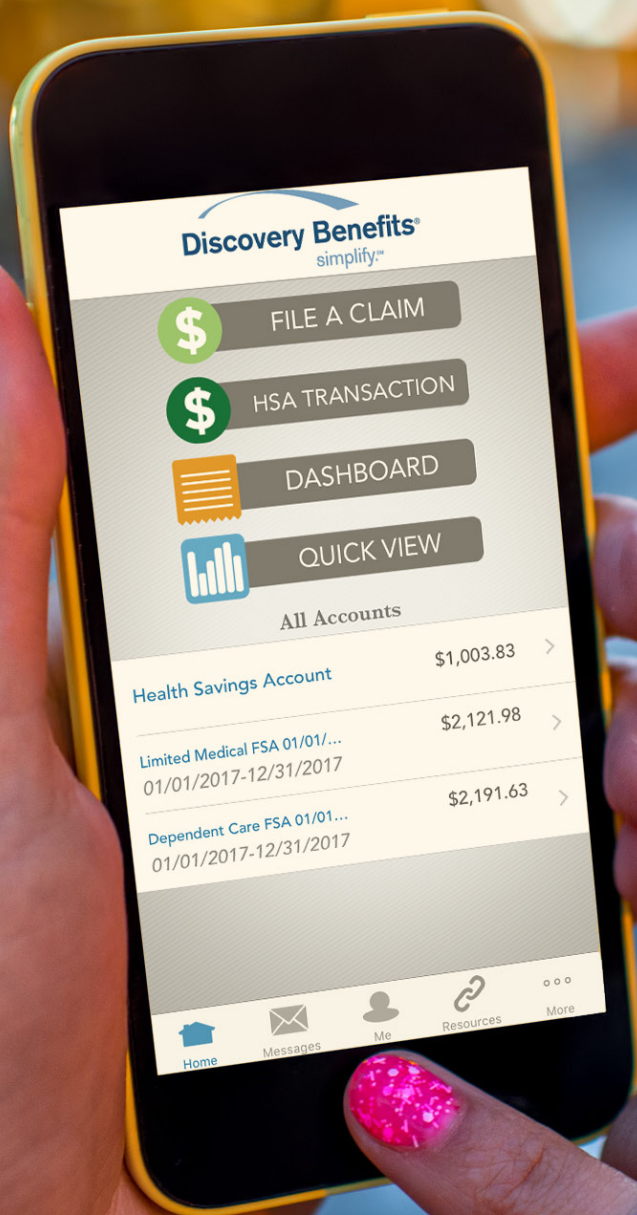 Discovery Benefits®
simplify.℠
$ FILE A CLAIM
$ HSA TRANSACTION
DASHBOARD
QUICK VIEW
All Accounts
Health Savings Account $1,003.83
Limited Medical FSA 01/01/... $2,121.98
01/01/2017-12/31/2017
Dependent Care FSA 01/01... $2,191.63
01/01/2017-12/31/2017
Home Messages Me Resources More